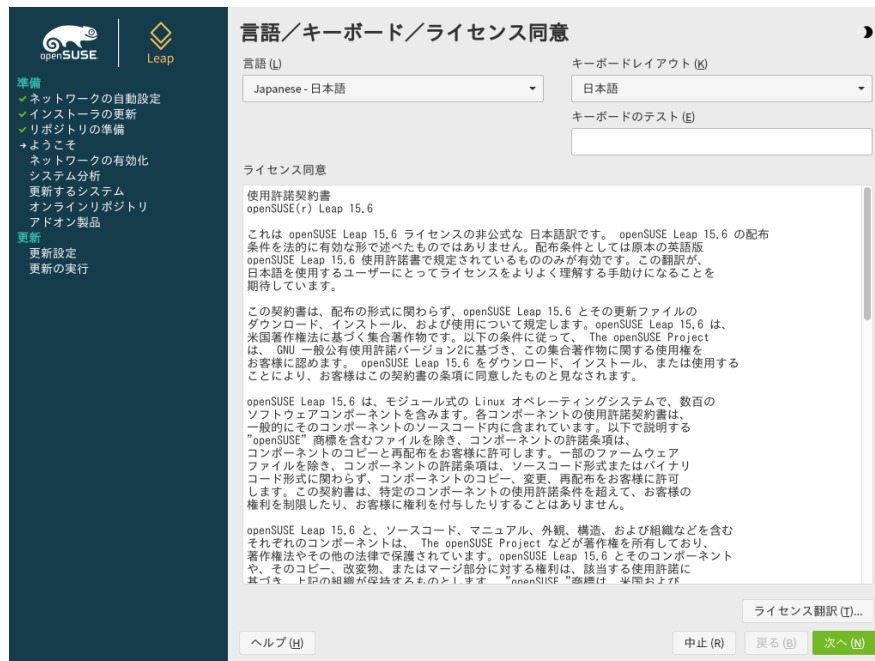 openSUSE
Leap
準備
ネットワークの自動設定
インストーラの更新
リポジトリの準備
ようこそ
ネットワークの有効化
システム分析
更新するシステム
オンラインリポジトリ
アドオン製品
更新
更新設定
更新の実行
言語／キーボード／ライセンス同意
言語(L)
キーボードレイアウト(K)
Japanese - 日本語
日本語
キーボードのテスト(E)
ライセンス同意
使用許諾契約書
openSUSE(r) Leap 15.6
これは openSUSE Leap 15.6 ライセンスの非公式な 日本語訳です。 openSUSE Leap 15.6 の配布
条件を法的に有効な形で述べたものではありません。配布条件としては原本の英語版
openSUSE Leap 15.6 使用許諾書で規定されているもののみが有効です。この翻訳が、
日本語を使用するユーザーにとってライセンスをよりよく理解する手助けになることを
期待しています。
この契約書は、配布の形式に関わらず、openSUSE Leap 15.6 とその更新ファイルの
ダウンロード、インストール、および使用について規定します。openSUSE Leap 15.6 は、
米国著作権法に基づく集合著作物です。以下の条件に従って、 The openSUSE Project
は、 GNU 一般公有使用許諾バージョン2に基づき、この集合著作物に関する使用権を
お客様に認めます。 openSUSE Leap 15.6 をダウンロード、インストール、または使用する
ことにより、お客様はこの契約書の条項に同意したものと見なされます。
openSUSE Leap 15.6 は、モジュール式の Linux オペレーティングシステムで、数百の
ソフトウェアコンポーネントを含みます。各コンポーネントの使用許諾契約書は、
一般的にそのコンポーネントのソースコード内に含まれています。以下で説明する
"openSUSE" 商標を含むファイルを除き、コンポーネントの許諾条項は、
コンポーネントのコピーと再配布をお客様に許可します。一部のファームウェア
ファイルを除き、コンポーネントの許諾条項は、ソースコード形式またはバイナリ
コード形式に関わらず、コンポーネントのコピー、変更、再配布をお客様に許可
します。この契約書は、特定のコンポーネントの使用許諾条件を超えて、お客様の
権利を制限したり、お客様に権利を付与したりすることはありません。
openSUSE Leap 15.6 と、ソースコード、マニュアル、外観、構造、および組織などを含む
それぞれのコンポーネントは、 The openSUSE Project などが著作権を所有しており、
著作権法やその他の法律で保護されています。openSUSE Leap 15.6 とそのコンポーネント
や、そのコピー、改変物、またはマージ部分に対する権利は、該当する使用許諾に
基づき、上記の組織が保持するものとします。 "openSUSE "商標は、米国および
ライセンス翻訳(T)...
ヘルプ(H)
中止(R)
戻る(B)
次へ(N)